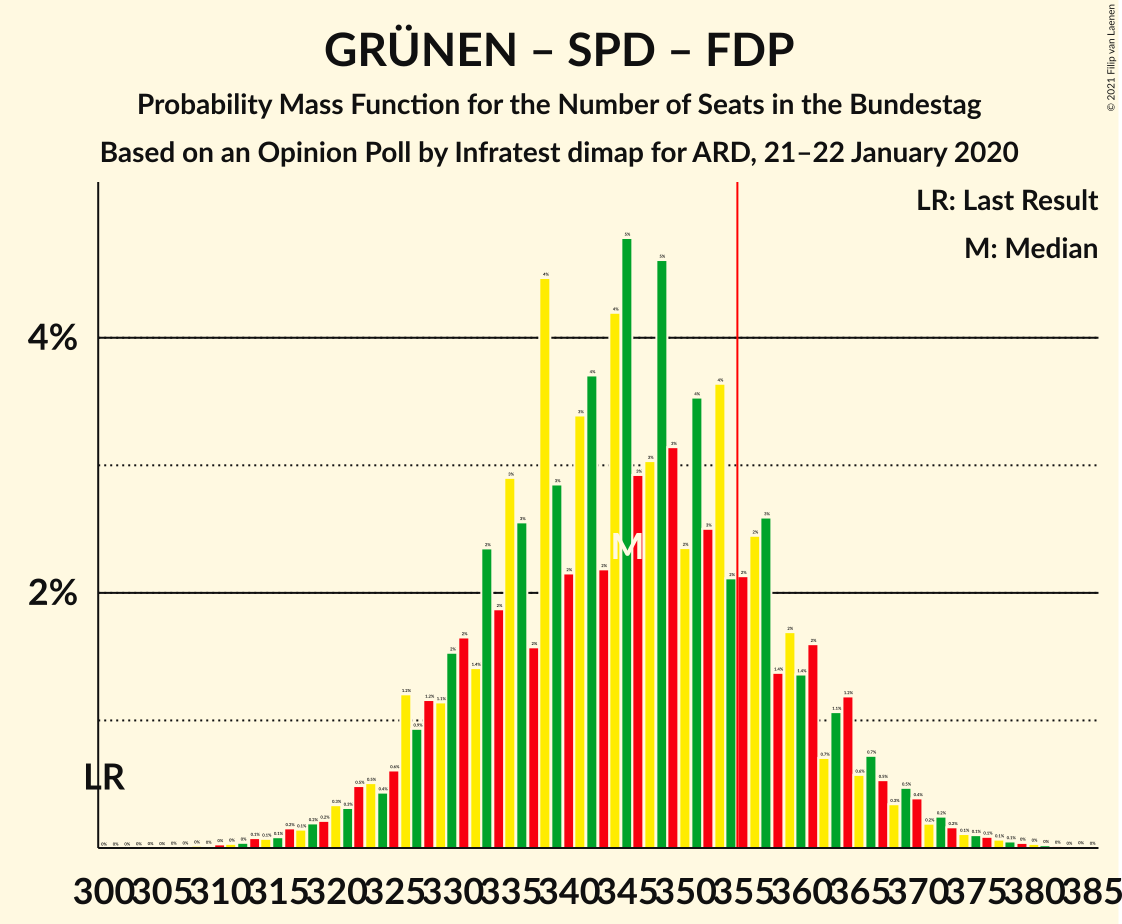 GRÜNEN – SPD – FDP
Probability Mass Function for the Number of Seats in the Bundestag
Based on an Opinion Poll by Infratest dimap for ARD, 21–22 January 2020
© 2021 Filip van Laenen
LR: Last Result
M: Median
4%
2%
LR
M
300 305 310 315 320 325 330 335 340 345 350 355 360 365 370 375 380 385